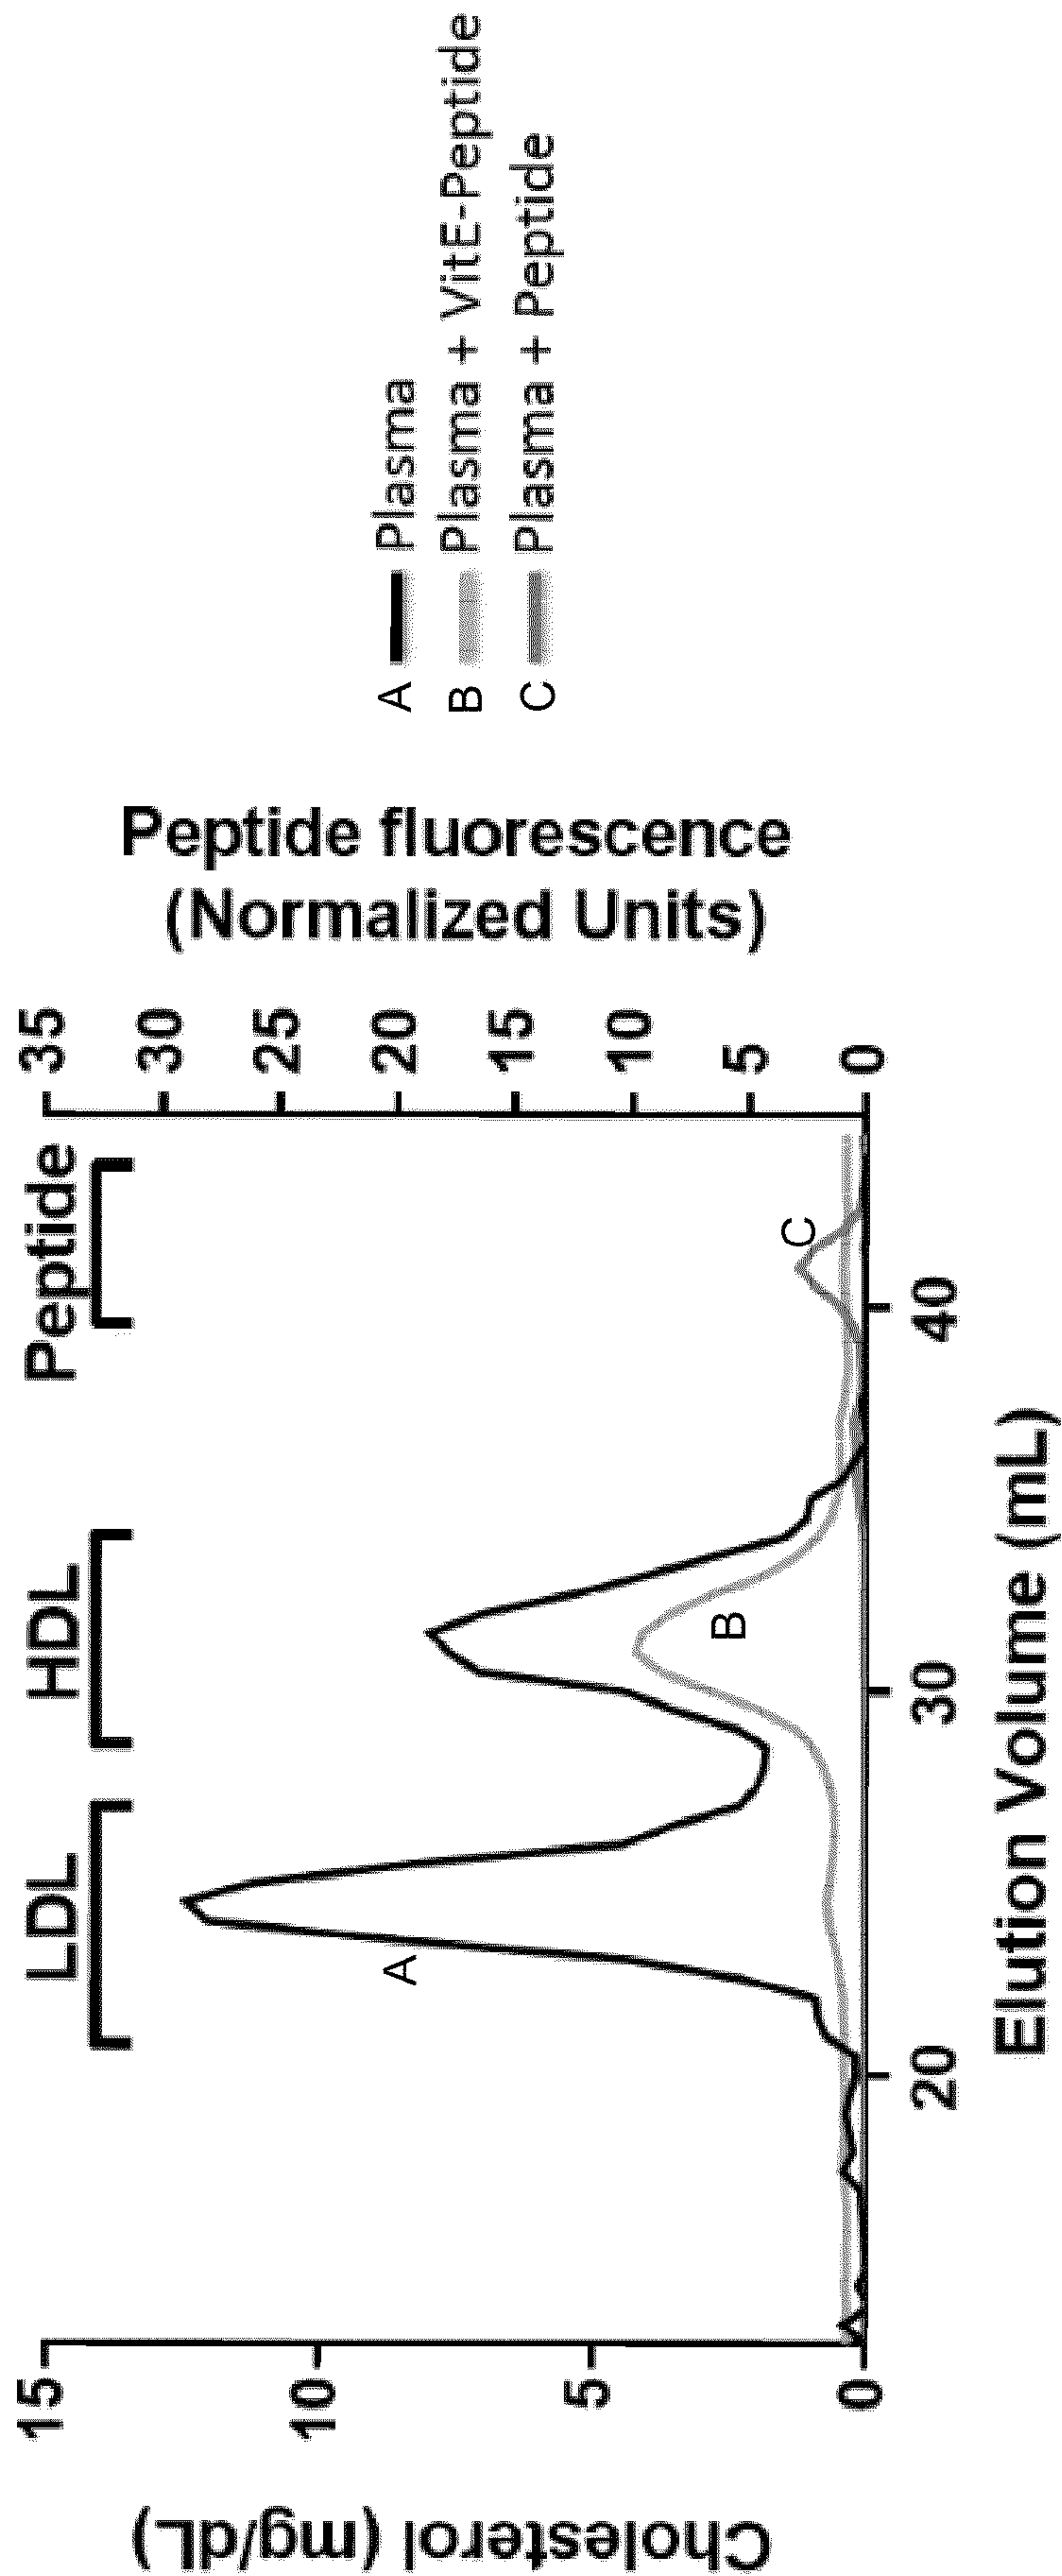 LDL
HDL
Peptide
Cholesterol (mg/dL)
15
10
5
0
A
B
C
35
30
25
20
15
10
5
0
Peptide fluorescence
(Normalized Units)
20
30
40
Elution Volume (mL)
A Plasma
B Plasma + VitE-Peptide
C Plasma + Peptide